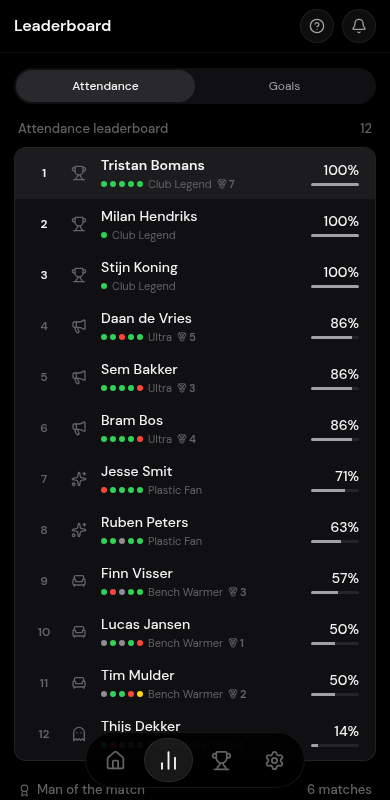 Leaderboard
Attendance Goals
Attendance leaderboard 12
1 Tristan Bomans 100%
Club Legend 7
2 Milan Hendriks 100%
Club Legend
3 Stijn Koning 100%
Club Legend
4 Daan de Vries 86%
Ultra 5
5 Sem Bakker 86%
Ultra 3
6 Bram Bos 86%
Ultra 4
7 Jesse Smit 71%
Plastic Fan
8 Ruben Peters 63%
Plastic Fan
9 Finn Visser 57%
Bench Warmer 3
10 Lucas Jansen 50%
Bench Warmer 1
11 Tim Mulder 50%
Bench Warmer 2
12 Thijs Dekker 14%
Man of the match 6 matches